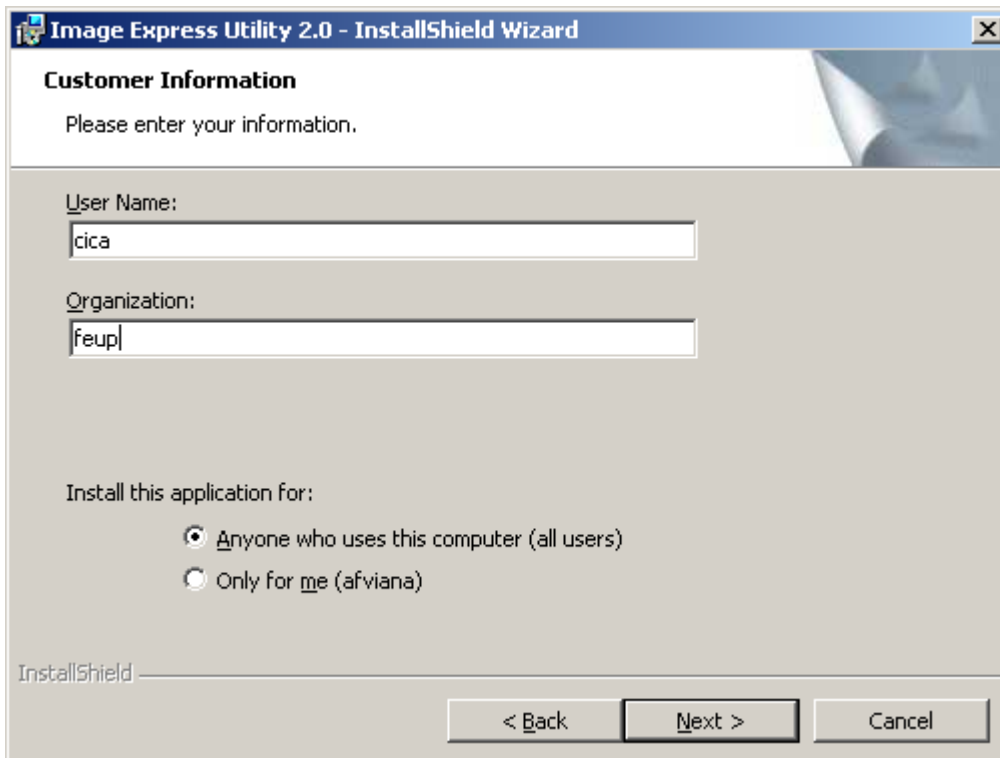 Image Express Utility 2.0 - InstallShield Wizard
Customer Information
Please enter your information.
User Name:
cica
Organization:
feup
Install this application for:
Anyone who uses this computer (all users)
Only for me (afviana)
InstallShield
< Back Next > Cancel